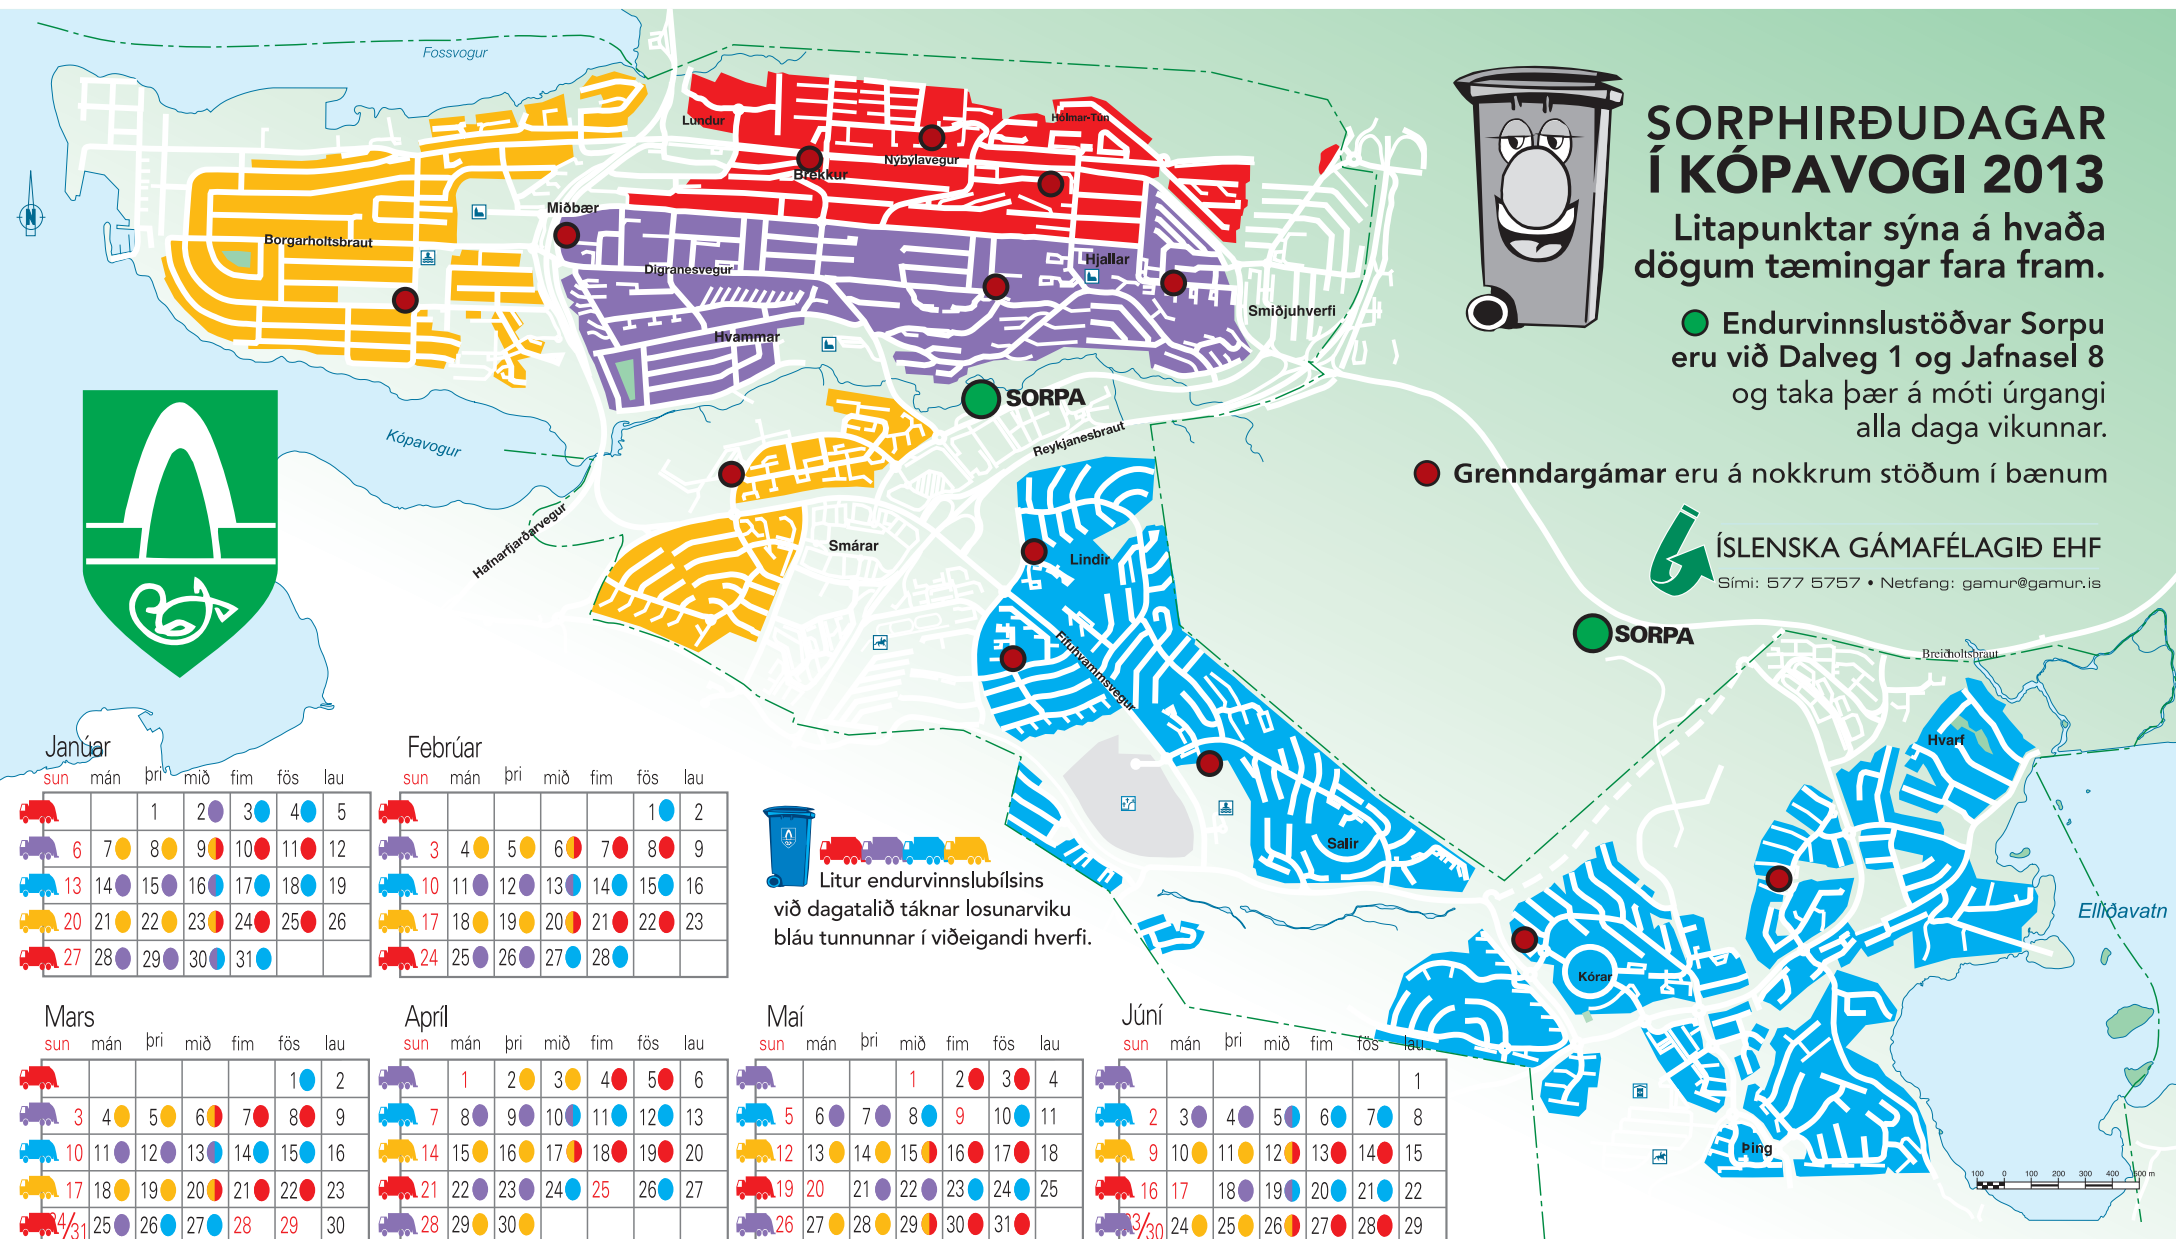 SORPHIRÐUDAGAR
Í KÓPAVOGI 2013
Litapunktar sýna á hvaða
dögum tæmingar fara fram.
Endurvinnslustöðvar Sorpu
eru við Dalveg 1 og Jafnasel 8
og taka þær á móti úrgangi
alla daga vikunnar.
Grenndargámar eru á nokkrum stöðum í bænum
ÍSLENSKA GÁMAFÉLAGIÐ EHF
Sími: 577 5757 • Netfang: gamur@gamur.is
Fossvogur
Lundur
Hólmar-Tún
Nýbýlavegur
Brekkur
Miðbær
N
Borgarholtsbraut
Digranesvegur
Hjallar
Smiðjuhverfi
Hvammar
SORPA
Kópavogur
Reykjanesbraut
Hafnarfjarðarvegur
Smárar
Lindir
Fífuhvammsvegur
SORPA
Breiðholtsbraut
Hvarf
Salir
Elliðavatn
Kórar
Þing
100 0 100 200 300 400 500 m
Litur endurvinnslubílsins
við dagatalið táknar losunarviku
bláu tunnunnar í viðeigandi hverfi.
Janúar
sun mán þri mið fim fös lau
1 2 3 4 5
6 7 8 9 10 11 12
13 14 15 16 17 18 19
20 21 22 23 24 25 26
27 28 29 30 31
Febrúar
sun mán þri mið fim fös lau
1 2
3 4 5 6 7 8 9
10 11 12 13 14 15 16
17 18 19 20 21 22 23
24 25 26 27 28
Mars
sun mán þri mið fim fös lau
1 2
3 4 5 6 7 8 9
10 11 12 13 14 15 16
17 18 19 20 21 22 23
24/31 25 26 27 28 29 30
Apríl
sun mán þri mið fim fös lau
1 2 3 4 5 6
7 8 9 10 11 12 13
14 15 16 17 18 19 20
21 22 23 24 25 26 27
28 29 30
Maí
sun mán þri mið fim fös lau
1 2 3 4
5 6 7 8 9 10 11
12 13 14 15 16 17 18
19 20 21 22 23 24 25
26 27 28 29 30 31
Júní
sun mán þri mið fim fös lau
1
2 3 4 5 6 7 8
9 10 11 12 13 14 15
16 17 18 19 20 21 22
23/30 24 25 26 27 28 29